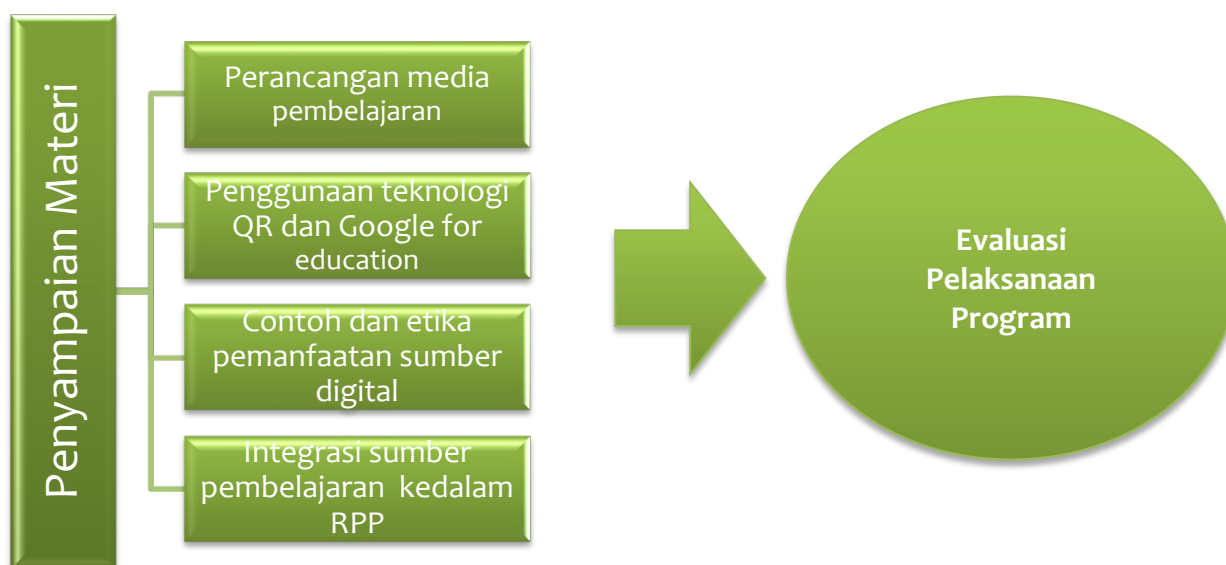 Penyampaian Materi
Perancangan media
pembelajaran
Penggunaan teknologi
QR dan Google for
education
Contoh dan etika
pemanfaatan sumber
digital
Integrasi sumber
pembelajaran kedalam
RPP
Evaluasi
Pelaksanaan
Program